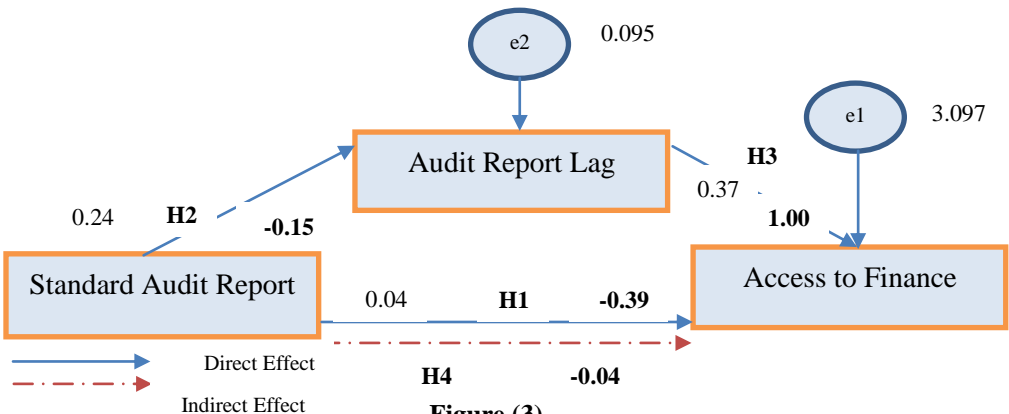 e2 0.095
e1 3.097
Audit Report Lag
H3
0.37
1.00
0.24 H2 -0.15
Standard Audit Report
Access to Finance
0.04 H1 -0.39
Direct Effect
H4 -0.04
Indirect Effect
Figure (3)